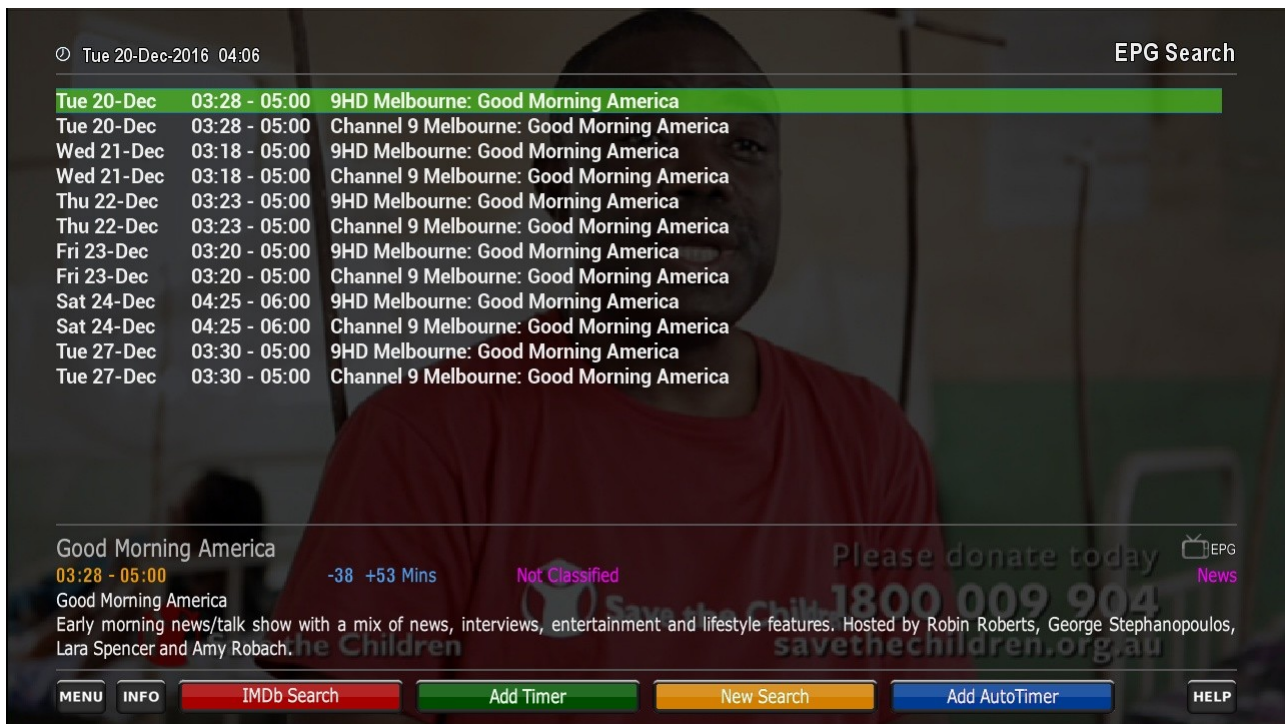 Tue 20-Dec-2016 04:06
EPG Search
Tue 20-Dec 03:28 - 05:00 9HD Melbourne: Good Morning America
Tue 20-Dec 03:28 - 05:00 Channel 9 Melbourne: Good Morning America
Wed 21-Dec 03:18 - 05:00 9HD Melbourne: Good Morning America
Wed 21-Dec 03:18 - 05:00 Channel 9 Melbourne: Good Morning America
Thu 22-Dec 03:23 - 05:00 9HD Melbourne: Good Morning America
Thu 22-Dec 03:23 - 05:00 Channel 9 Melbourne: Good Morning America
Fri 23-Dec 03:20 - 05:00 9HD Melbourne: Good Morning America
Fri 23-Dec 03:20 - 05:00 Channel 9 Melbourne: Good Morning America
Sat 24-Dec 04:25 - 06:00 9HD Melbourne: Good Morning America
Sat 24-Dec 04:25 - 06:00 Channel 9 Melbourne: Good Morning America
Tue 27-Dec 03:30 - 05:00 9HD Melbourne: Good Morning America
Tue 27-Dec 03:30 - 05:00 Channel 9 Melbourne: Good Morning America
Good Morning America
Please donate today
EPG
03:28 - 05:00 -38 +53 Mins Not Classified News
Good Morning America
Save the Children
1800 009 904
Early morning news/talk show with a mix of news, interviews, entertainment and lifestyle features. Hosted by Robin Roberts, George Stephanopoulos,
Lara Spencer and Amy Robach.
Save the Children
savethechildren.org.au
MENU INFO IMDb Search Add Timer New Search Add AutoTimer HELP